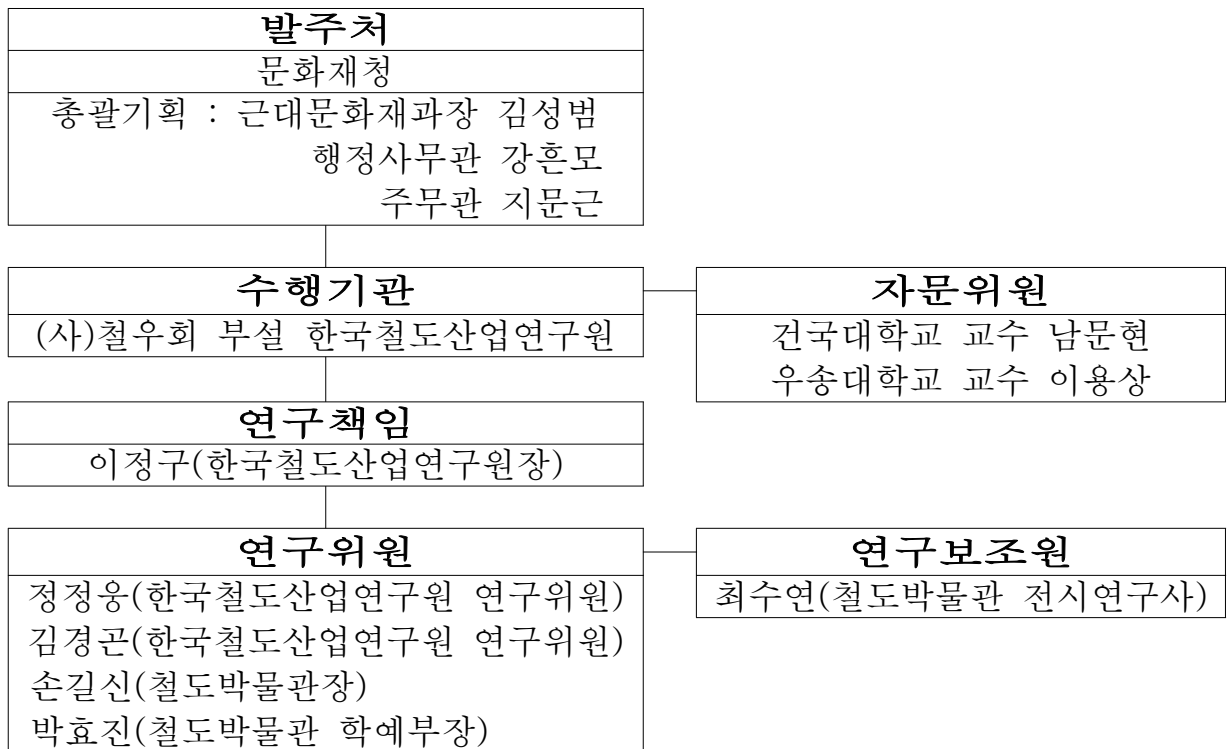 발주처
문화재청
총괄기획 : 근대문화재과장 김성범
행정사무관 강흔모
주무관 지문근
수행기관
(사)철우회 부설 한국철도산업연구원
자문위원
건국대학교 교수 남문현
우송대학교 교수 이용상
연구책임
이정구(한국철도산업연구원장)
연구위원
정정웅(한국철도산업연구원 연구위원)
김경곤(한국철도산업연구원 연구위원)
손길신(철도박물관장)
박효진(철도박물관 학예부장)
연구보조원
최수연(철도박물관 전시연구사)